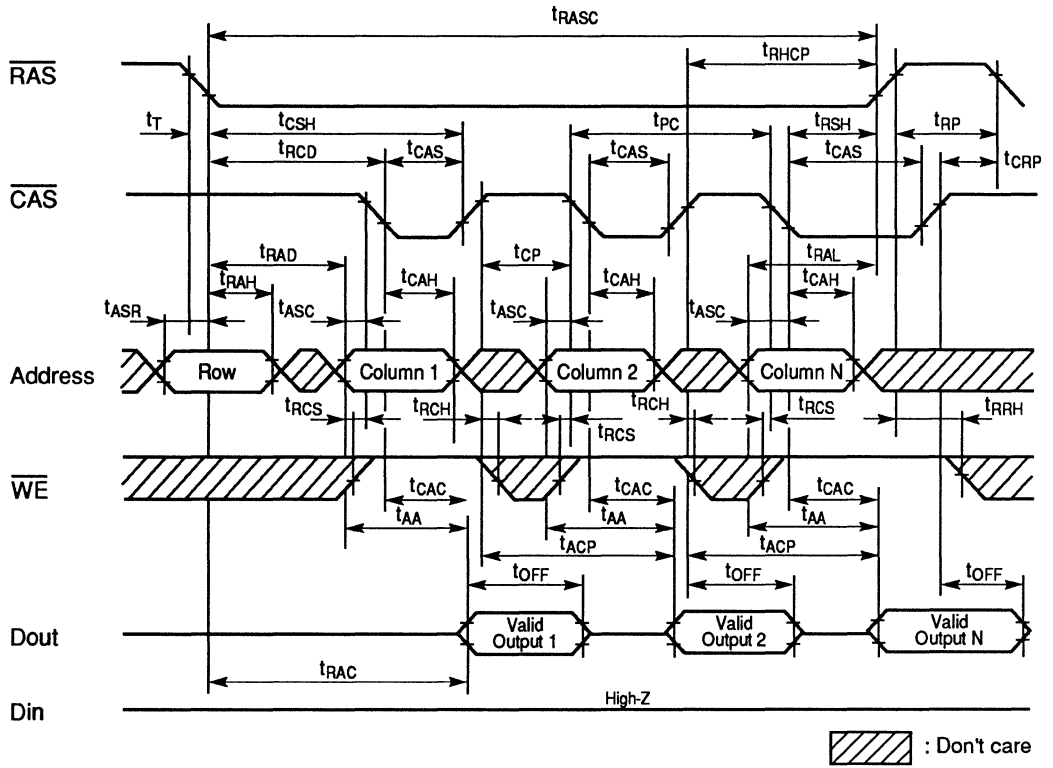 tRASC
tRHCP
RAS
tT
tCSH
tPC
tRSH
tRP
tRCD
tCAS
tCAS
tCAS
tCRP
CAS
tRAD
tCP
tRAL
tRAH
tCAH
tCAH
tCAH
tASR
tASC
tASC
tASC
Address
Row
Column 1
Column 2
Column N
tRCS
tRCH
tRCS
tRCH
tRCS
tRRH
WE
tCAC
tCAC
tCAC
tAA
tAA
tAA
tACP
tACP
tOFF
tOFF
tOFF
Dout
Valid
Output 1
Valid
Output 2
Valid
Output N
tRAC
Din
High-Z
: Don't care